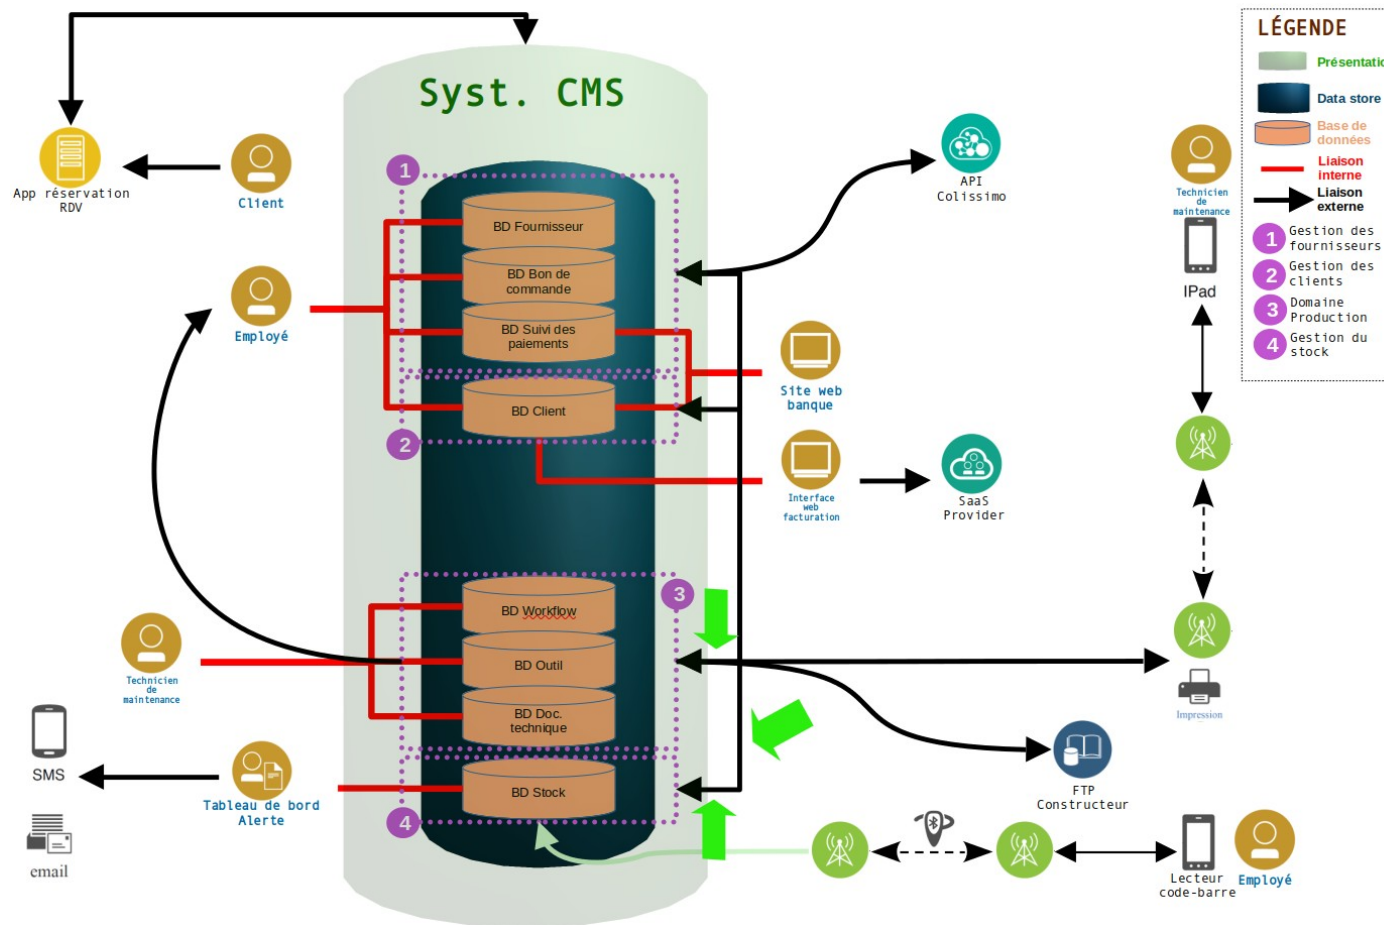 Syst. CMS
App réservation
RDV
Client
Employé
1
BD Fournisseur
BD Bon de
commande
BD Suivi des
paiements
BD Client
2
API
Colissimo
Site web
banque
Interface
web
facturation
SaaS
Provider
3
BD Workflow
BD Outil
BD Doc.
technique
BD Stock
4
Technicien
de
maintenance
SMS
Tableau de bord
Alerte
email
FTP
Constructeur
Lecteur
code-barre
Employé
Technicien
de
maintenance
IPad
Impression
LÉGENDE
Présentatio
Data store
Base de
données
Liaison
interne
Liaison
externe
1 Gestion des
fournisseurs
2 Gestion des
clients
3 Domaine
Production
4 Gestion du
stock